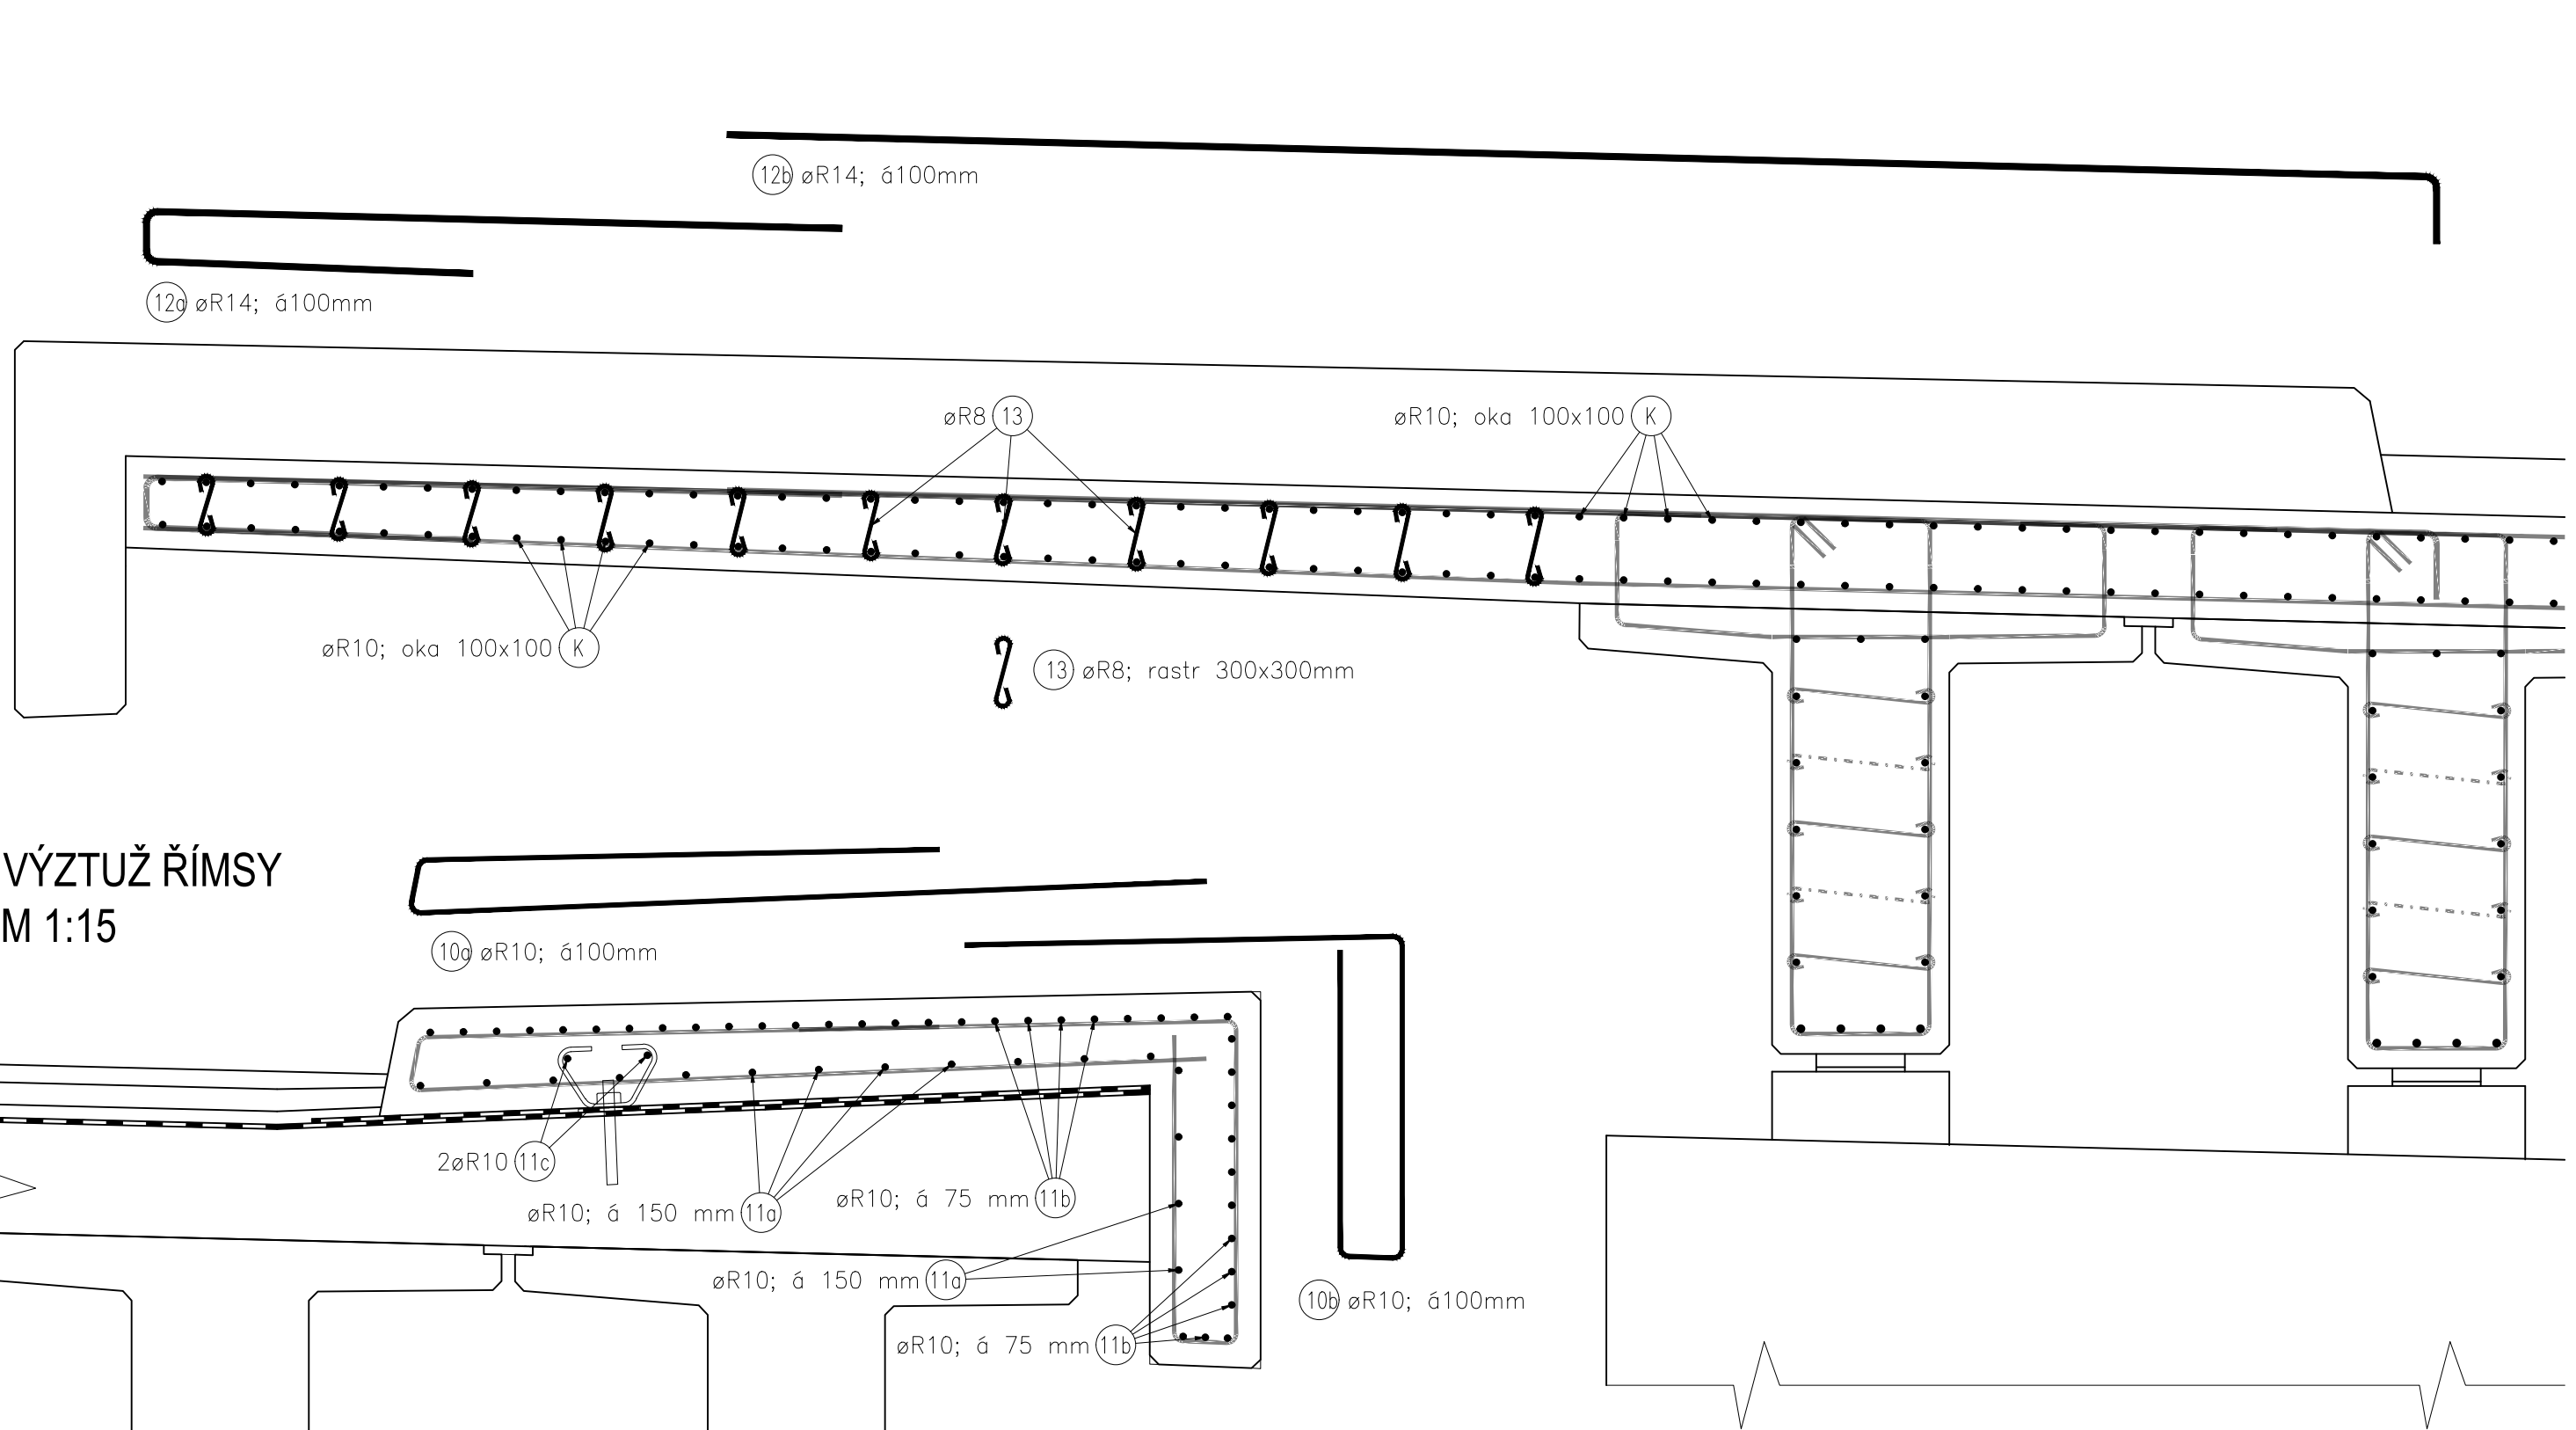 12b øR14; á100mm
12a øR14; á100mm
øR8 13
øR10; oka 100x100 K
øR10; oka 100x100 K
13 øR8; rastr 300x300mm
VÝZTUŽ ŘÍMSY
M 1:15
10a øR10; á100mm
2øR10 11c
øR10; á 150 mm 11a
øR10; á 75 mm 11b
øR10; á 150 mm 11a
10b øR10; á100mm
øR10; á 75 mm 11b